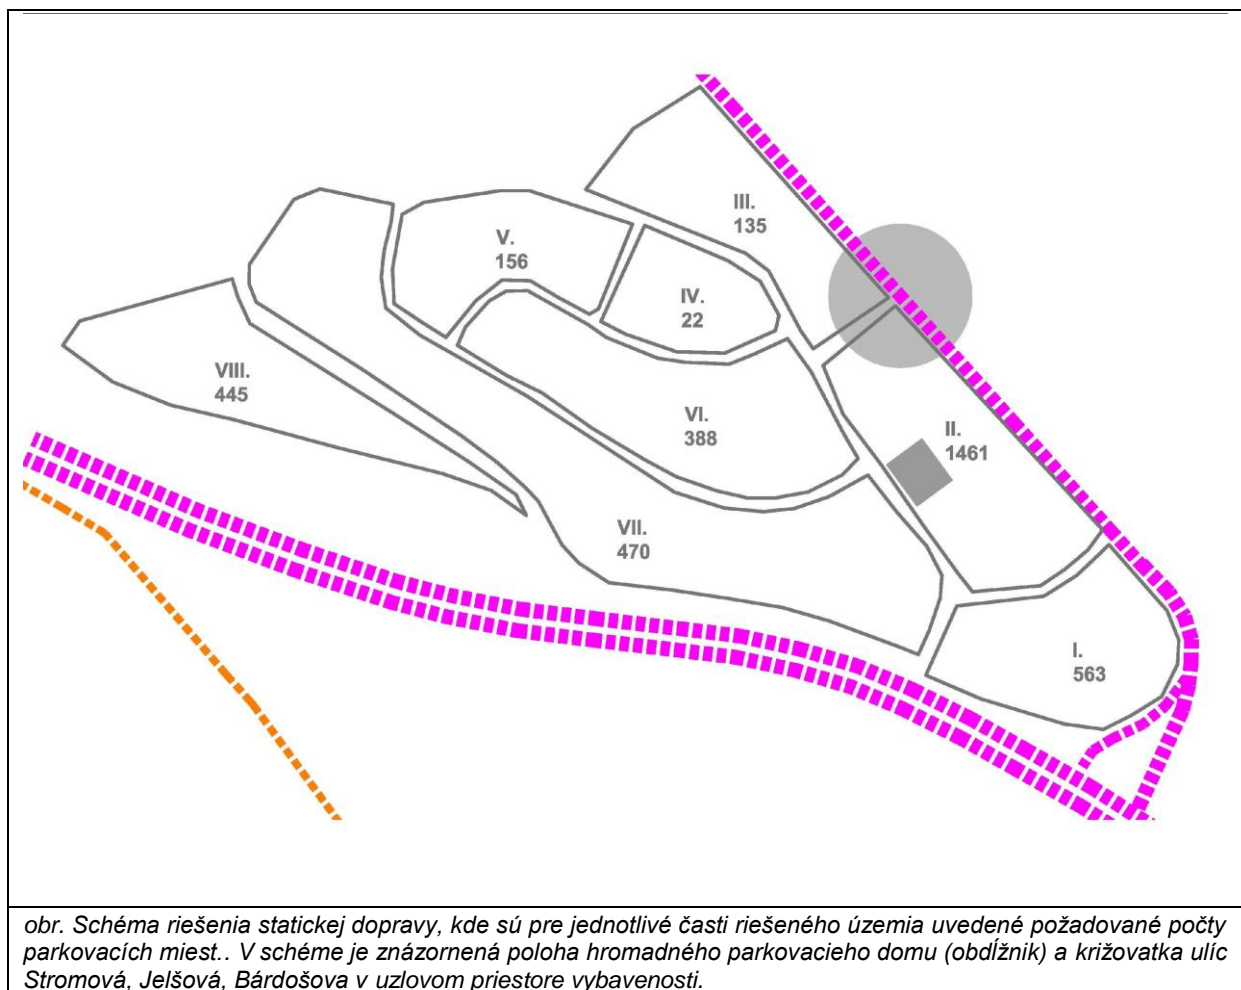 III.
135
V.
156
IV.
22
VIII.
445
VI.
388
II.
1461
VII.
470
I.
563
obr. Schéma riešenia statickej dopravy, kde sú pre jednotlivé časti riešeného územia uvedené požadované počty
parkovacích miest.. V schéme je znázornená poloha hromadného parkovacieho domu (obdĺžnik) a križovatka ulíc
Stromová, Jelšová, Bárdošova v uzlovom priestore vybavenosti.